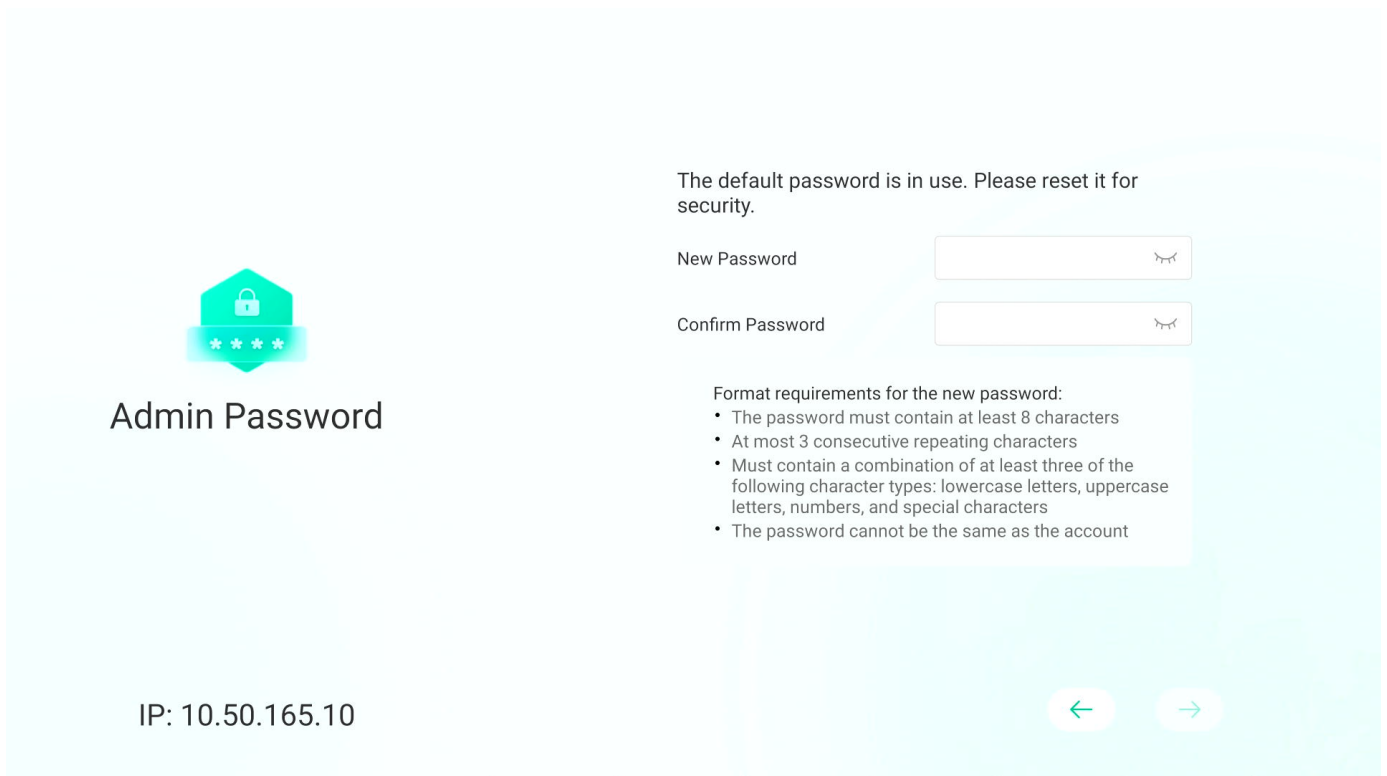 The default password is in use. Please reset it for
security.
New Password
Confirm Password
* * * *
Admin Password
Format requirements for the new password:
• The password must contain at least 8 characters
• At most 3 consecutive repeating characters
• Must contain a combination of at least three of the
following character types: lowercase letters, uppercase
letters, numbers, and special characters
• The password cannot be the same as the account
IP: 10.50.165.10